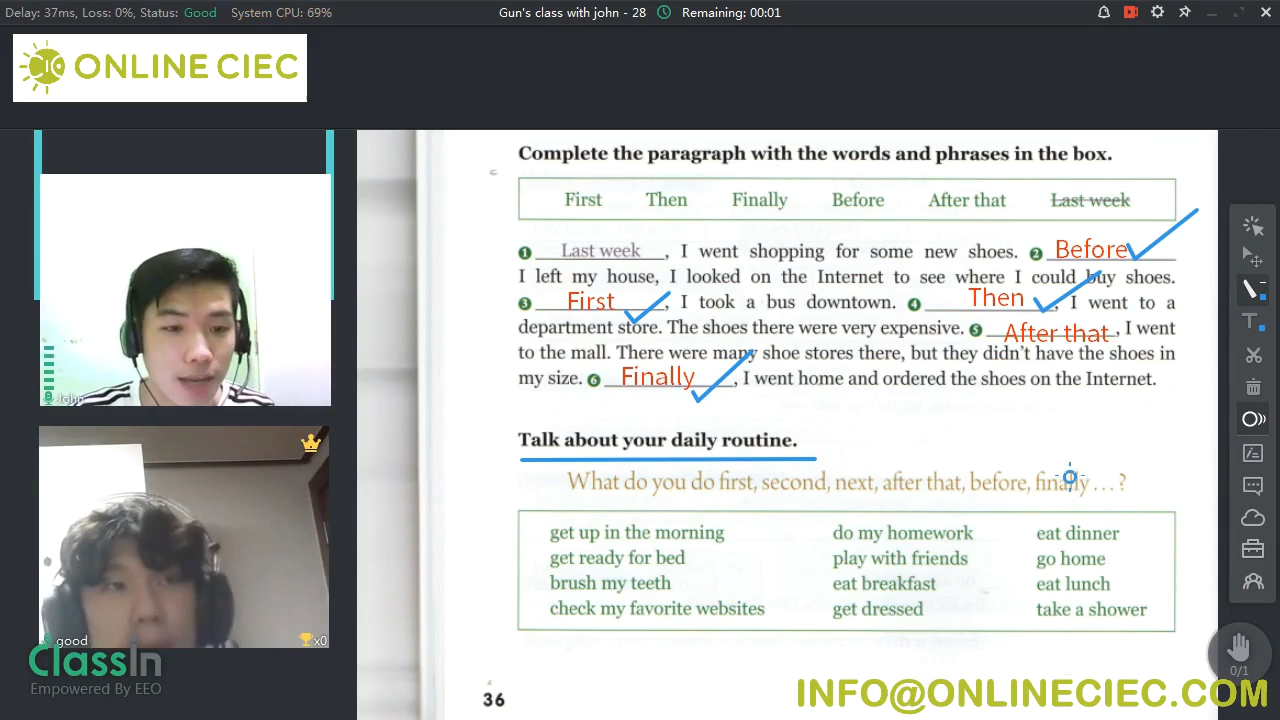 Delay: 37ms, Loss: 0%, Status: Good System CPU: 69% Gun's class with john - 28 Remaining: 00:01
ONLINE CIEC
Complete the paragraph with the words and phrases in the box.
First Then Finally Before After that Last week
1 Last week, I went shopping for some new shoes. 2 Before
I left my house, I looked on the Internet to see where I could buy shoes.
3 First, I took a bus downtown. 4 Then, I went to a
department store. The shoes there were very expensive. 5 After that, I went
to the mall. There were many shoe stores there, but they didn't have the shoes in
my size. 6 Finally, I went home and ordered the shoes on the Internet.
John
Talk about your daily routine.
What do you do first, second, next, after that, before, finally . . . ?
get up in the morning do my homework eat dinner
get ready for bed play with friends go home
brush my teeth eat breakfast eat lunch
check my favorite websites get dressed take a shower
good x0
ClassIn
Empowered By EEO
36
0/1
INFO@ONLINECIEC.COM